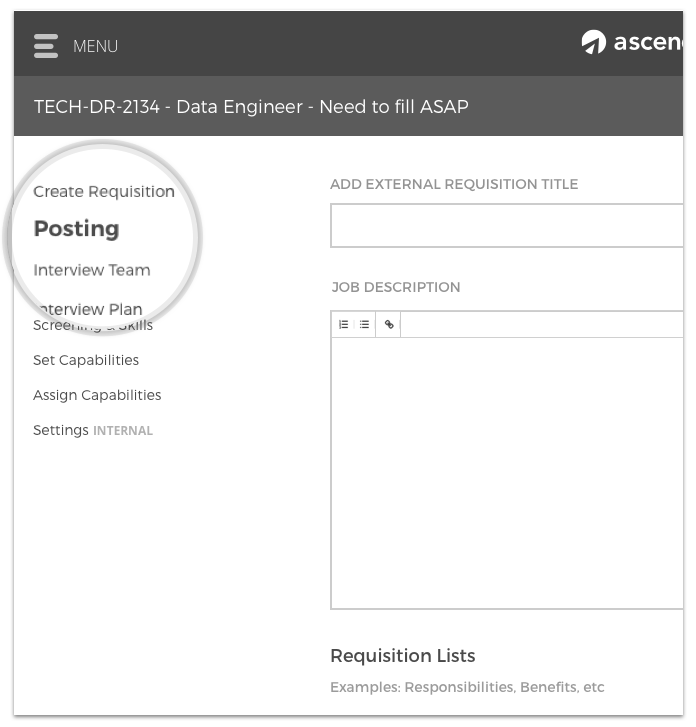 MENU
ascen
TECH-DR-2134 - Data Engineer - Need to fill ASAP
Create Requisition
Posting
Interview Team
nterview Plan
Screening & Skills
Set Capabilities
Assign Capabilities
Settings INTERNAL
ADD EXTERNAL REQUISITION TITLE
JOB DESCRIPTION
Requisition Lists
Examples: Responsibilities, Benefits, etc